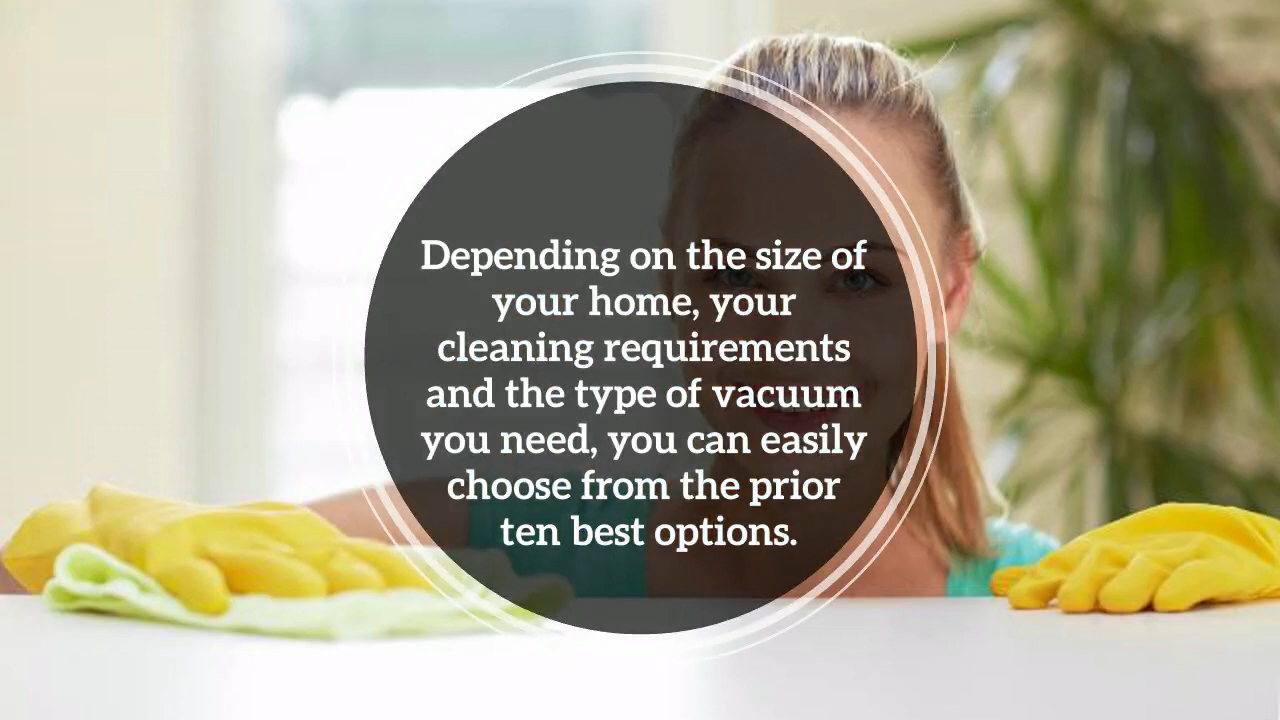 Depending on the size of
your home, your
cleaning requirements
and the type of vacuum
you need, you can easily
choose from the prior
ten best options.